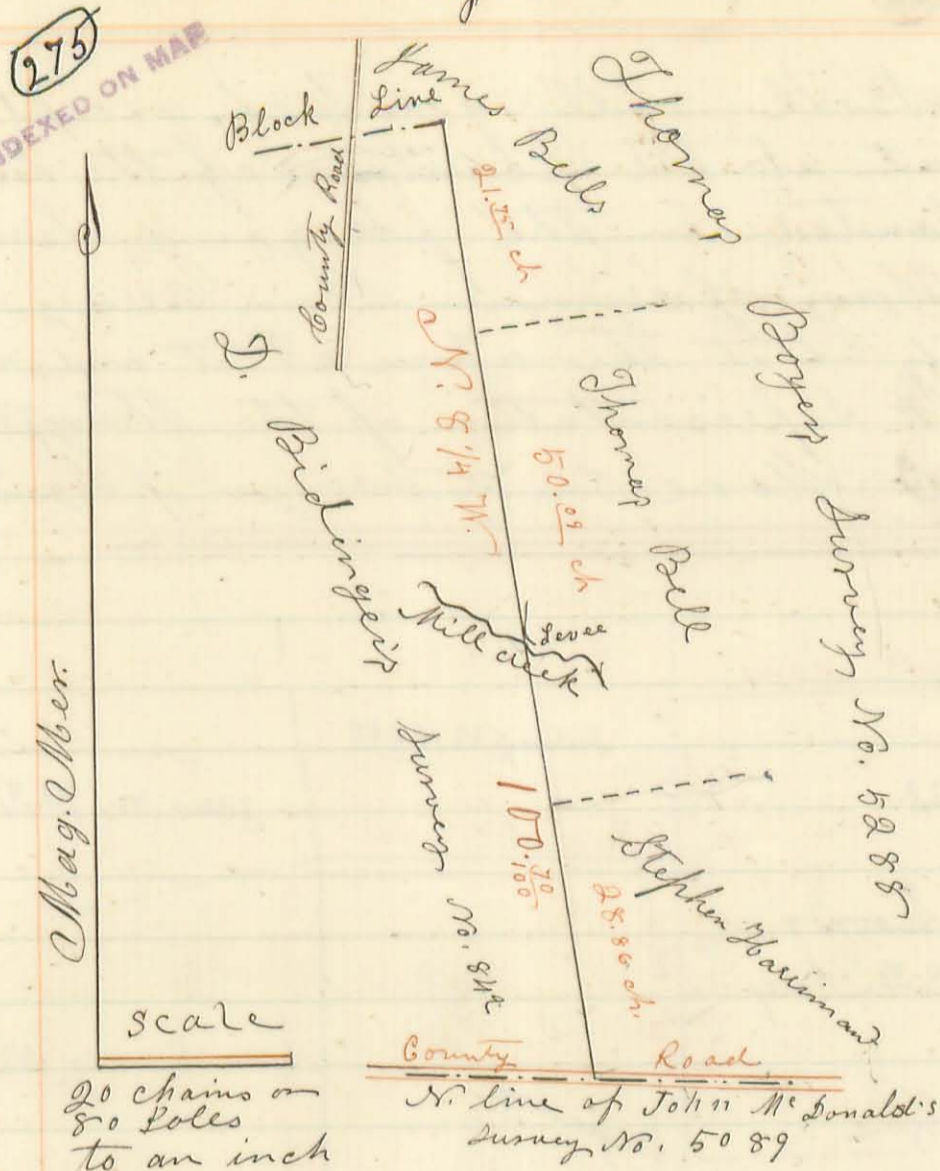 275
INDEXED ON MAP
Block Line
County Road
James Bells
Thomas Boyers Survey No. 5288
21.75 ch
N. 8 1/4 W.
D. Bidinger's Survey No. 842
Thomas Bell
50.09 ch
Levee
Mill Creek
100.70/100
Stephen Harriman
28.86 ch.
Mag. Mer.
Scale
20 chains or
80 Poles
to an inch
County Road
N. line of John McDonald's
Survey No. 5089